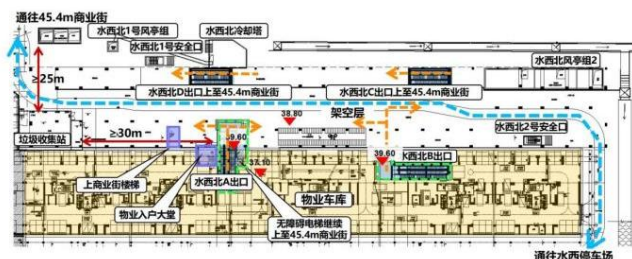 通往45.4m商业街
水西北1号风亭组
水西北冷却塔
水西北1号安全口
水西北风亭组2
≥25m
水西北D出口上至45.4m商业街
水西北C出口上至45.4m商业街
38.80
架空层
水西北2号安全口
垃圾收集站
≥30m
39.60
39.60
水西北B出口
37.10
上商业街楼梯
水西北A出口
物业车库
物业入户大堂
无障碍电梯继续
上至45.4m商业街
通往水西停车场